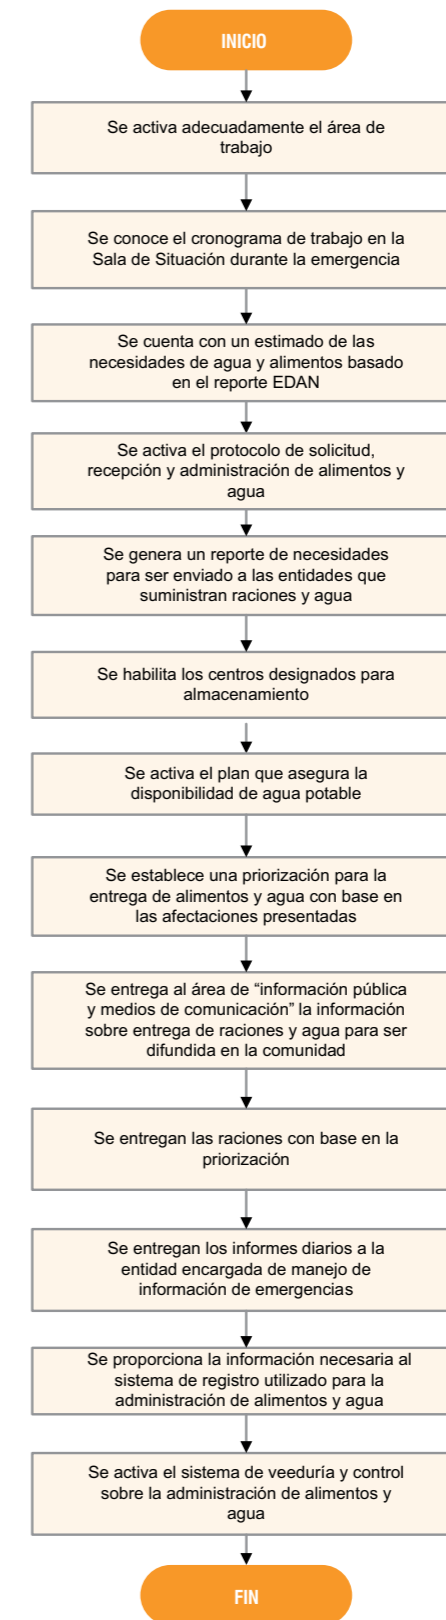 INICIO
Se activa adecuadamente el área de
trabajo
Se conoce el cronograma de trabajo en la
Sala de Situación durante la emergencia
Se cuenta con un estimado de las
necesidades de agua y alimentos basado
en el reporte EDAN
Se activa el protocolo de solicitud,
recepción y administración de alimentos y
agua
Se genera un reporte de necesidades
para ser enviado a las entidades que
suministran raciones y agua
Se habilita los centros designados para
almacenamiento
Se activa el plan que asegura la
disponibilidad de agua potable
Se establece una priorización para la
entrega de alimentos y agua con base en
las afectaciones presentadas
Se entrega al área de “información pública
y medios de comunicación” la información
sobre entrega de raciones y agua para ser
difundida en la comunidad
Se entregan las raciones con base en la
priorización
Se entregan los informes diarios a la
entidad encargada de manejo de
información de emergencias
Se proporciona la información necesaria al
sistema de registro utilizado para la
administración de alimentos y agua
Se activa el sistema de veeduría y control
sobre la administración de alimentos y
agua
FIN